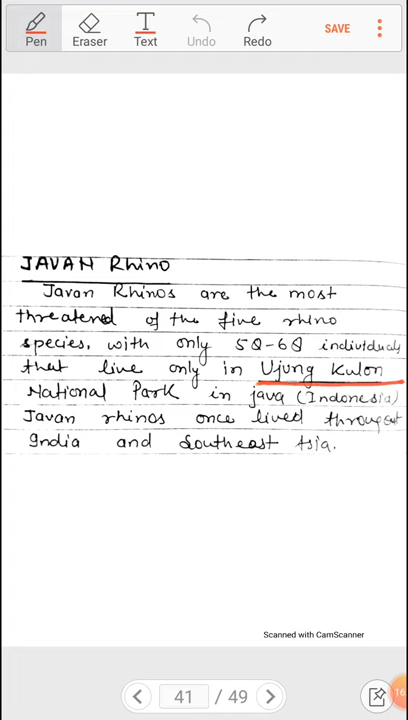 Pen Eraser Text Undo Redo SAVE
JAVAN Rhino
Javan Rhinos are the most
threatened of the five rhino
species, with only 58-68 individuals
that live only in Ujung Kulon
National Park in java (Indonesia)
Javan rhinos once lived througout
India and Southeast Asia.
Scanned with CamScanner
41 / 49
16